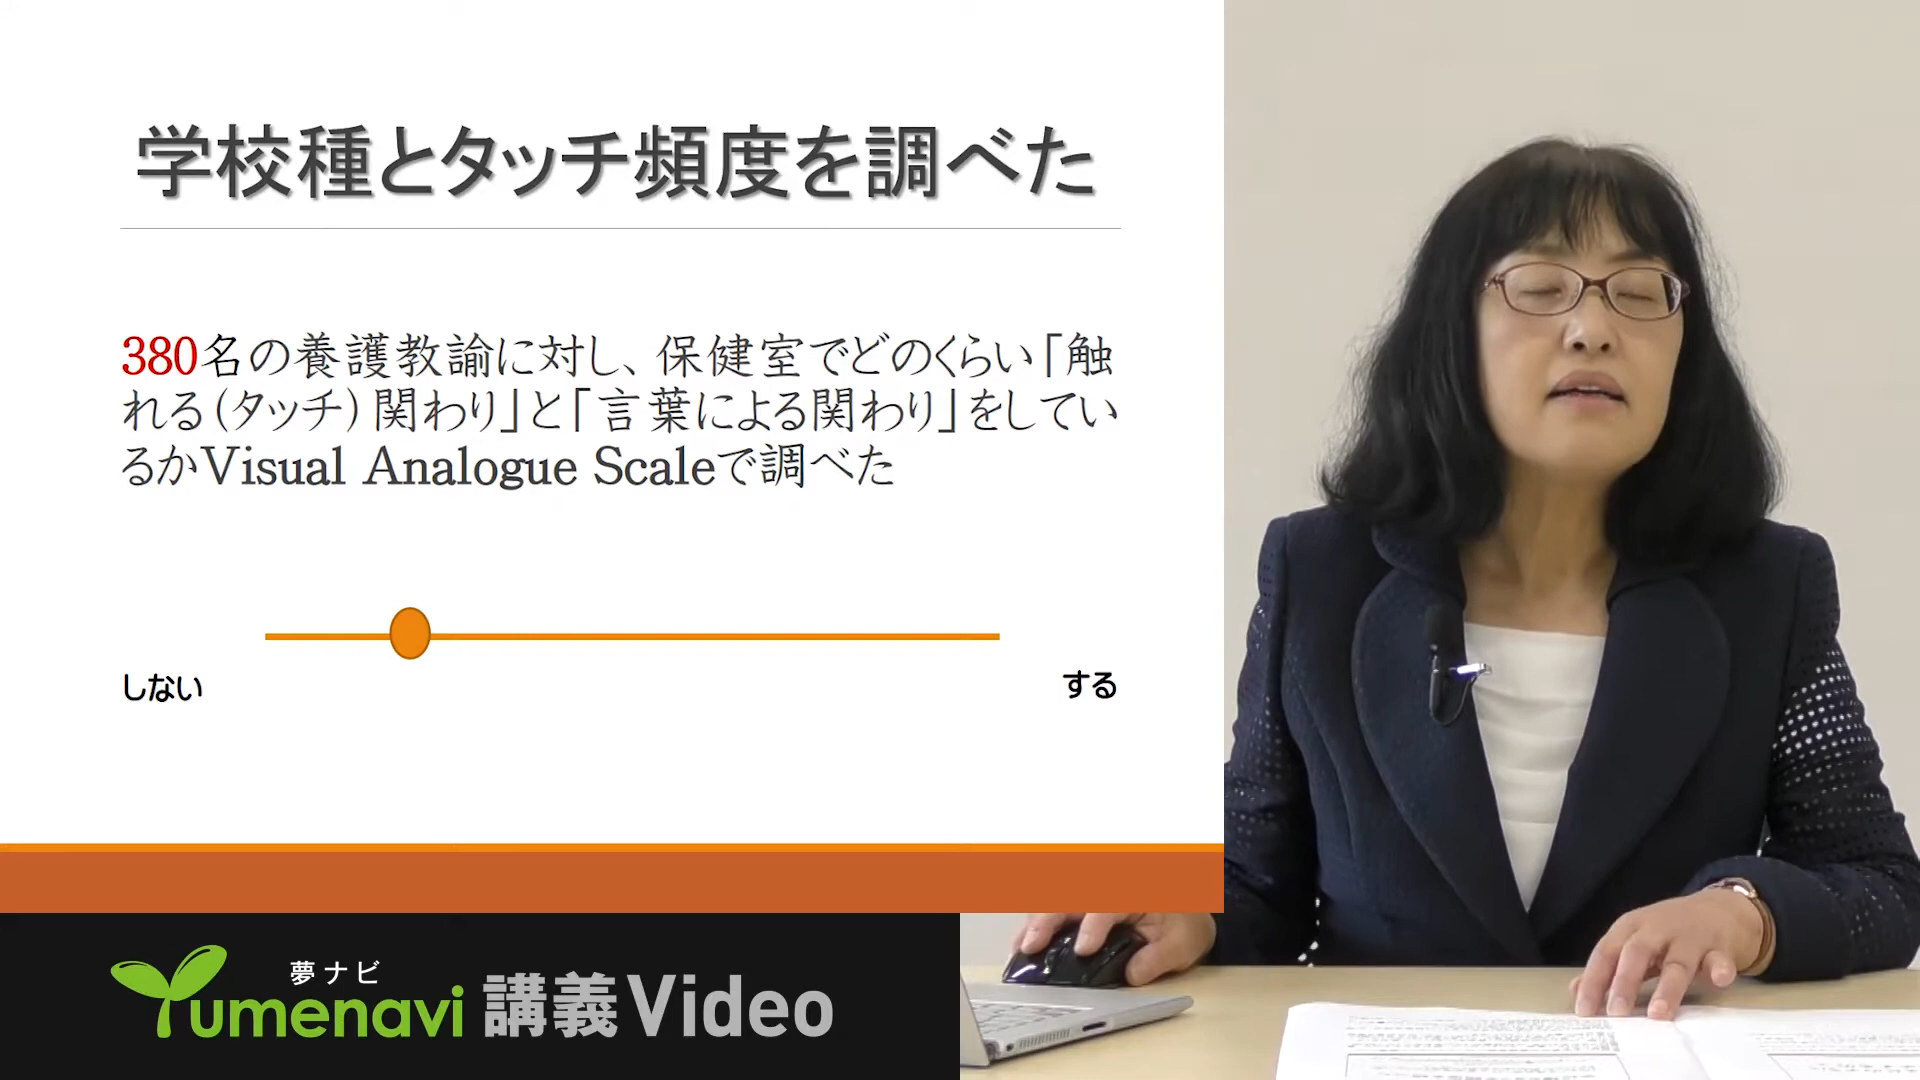 学校種とタッチ頻度を調べた
380名の養護教諭に対し、保健室でどのくらい「触
れる（タッチ）関わり」と「言葉による関わり」をしてい
るかVisual Analogue Scaleで調べた
しない
する
夢ナビ
Yumenavi 講義Video